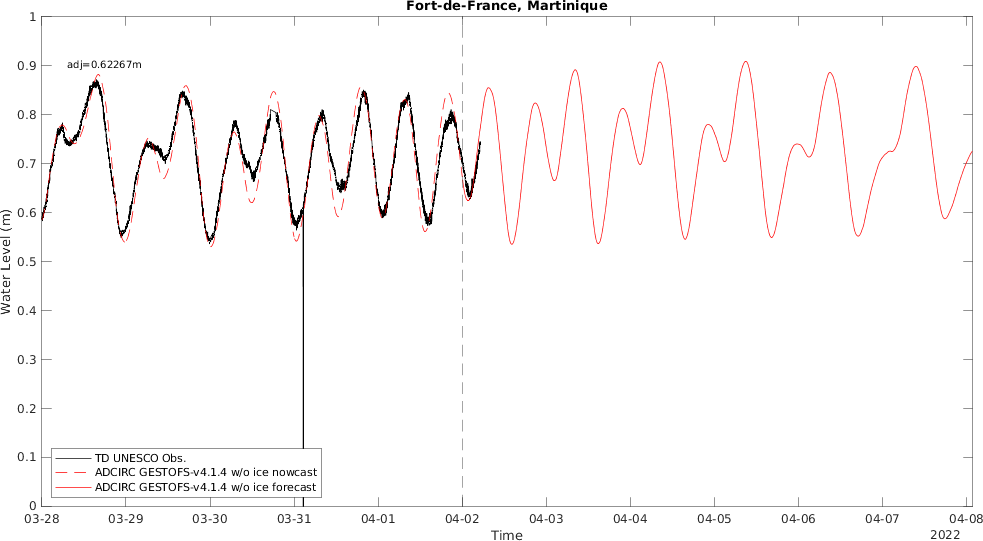 Fort-de-France, Martinique
adj=0.62267m
Water Level (m)
1
0.9
0.8
0.7
0.6
0.5
0.4
0.3
0.2
0.1
0
TD UNESCO Obs.
ADCIRC GESTOFS-v4.1.4 w/o ice nowcast
ADCIRC GESTOFS-v4.1.4 w/o ice forecast
03-28 03-29 03-30 03-31 04-01 04-02 04-03 04-04 04-05 04-06 04-07 04-08
Time
2022